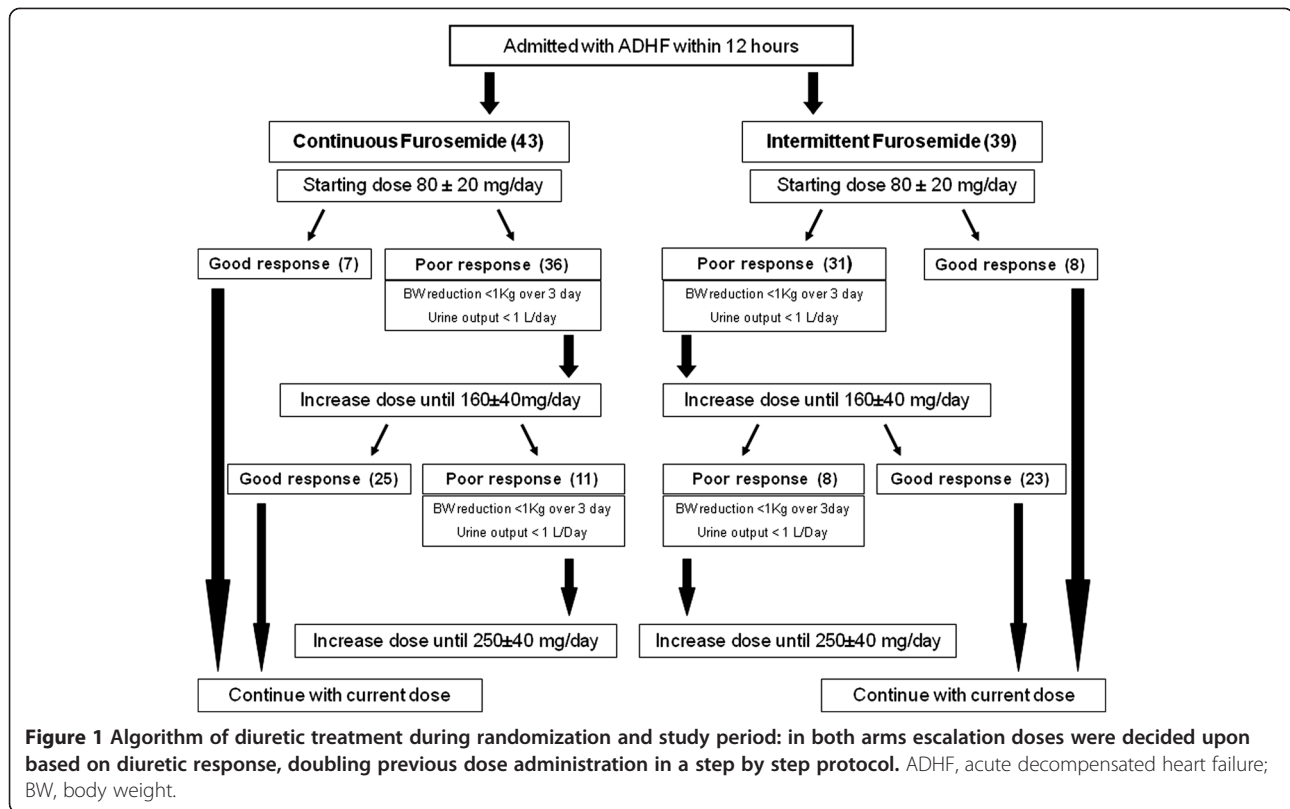 Admitted with ADHF within 12 hours
Continuous Furosemide (43)
Intermittent Furosemide (39)
Starting dose 80 ± 20 mg/day
Starting dose 80 ± 20 mg/day
Good response (7)
Poor response (36)
Poor response (31)
Good response (8)
BW reduction <1Kg over 3 day
Urine output < 1 L/day
BW reduction <1Kg over 3 day
Urine output < 1 L/day
Increase dose until 160±40mg/day
Increase dose until 160±40 mg/day
Good response (25)
Poor response (11)
Poor response (8)
Good response (23)
BW reduction <1Kg over 3 day
Urine output < 1 L/Day
BW reduction <1Kg over 3day
Urine output < 1 L/Day
Increase dose until 250±40 mg/day
Increase dose until 250±40 mg/day
Continue with current dose
Continue with current dose
Figure 1 Algorithm of diuretic treatment during randomization and study period: in both arms escalation doses were decided upon
based on diuretic response, doubling previous dose administration in a step by step protocol. ADHF, acute decompensated heart failure;
BW, body weight.